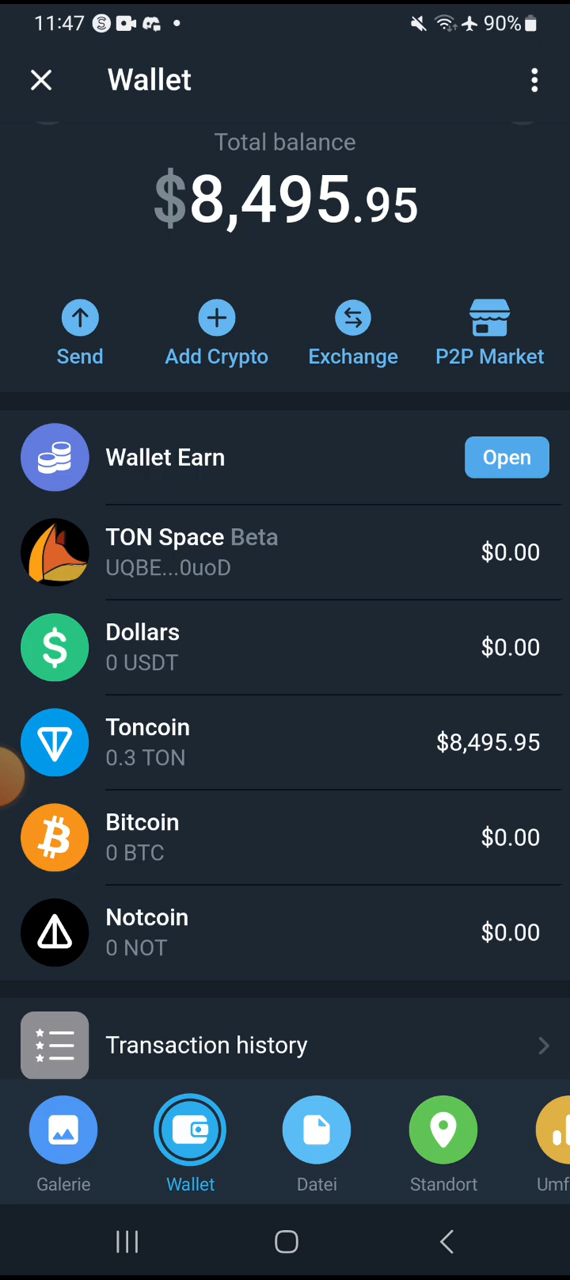 11:47 90%
Wallet
Total balance
$8,495.95
Send Add Crypto Exchange P2P Market
Wallet Earn Open
TON Space Beta
UQBE...0uoD $0.00
Dollars
0 USDT $0.00
Toncoin
0.3 TON $8,495.95
Bitcoin
0 BTC $0.00
Notcoin
0 NOT $0.00
Transaction history
Galerie Wallet Datei Standort Umf